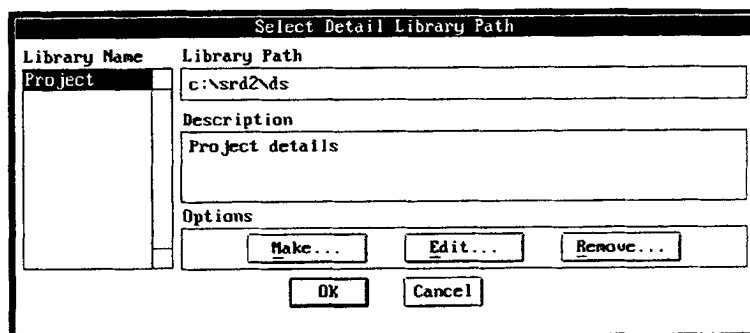 Select Detail Library Path
Library Name
Library Path
Project
c:\srd2\ds
Description
Project details
Options
Make... Edit... Remove...
OK Cancel